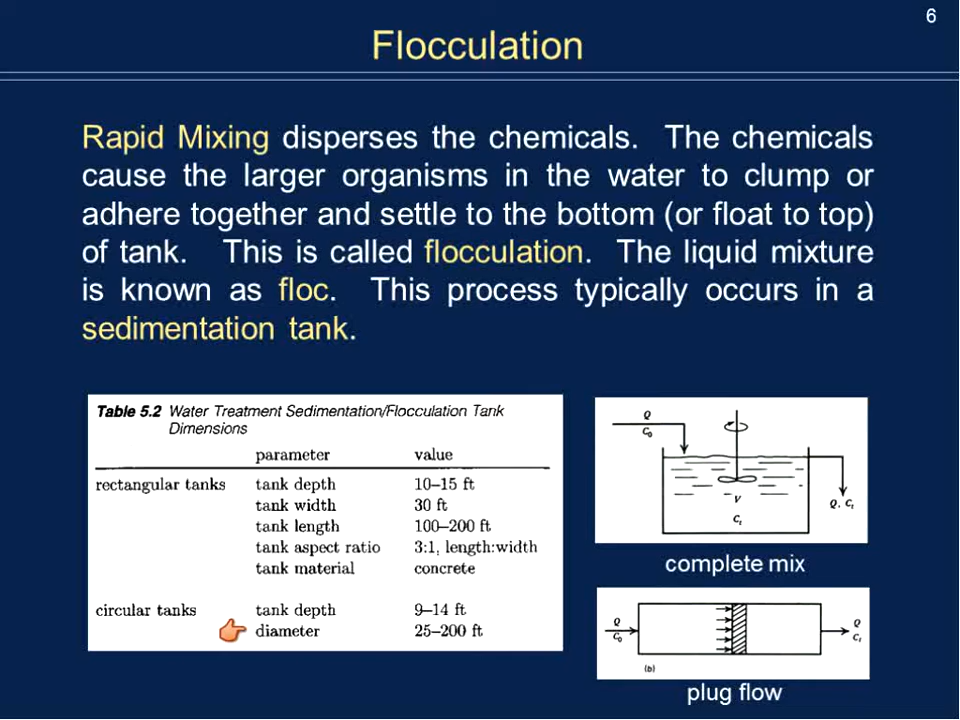 6
Flocculation
Rapid Mixing disperses the chemicals. The chemicals
cause the larger organisms in the water to clump or
adhere together and settle to the bottom (or float to top)
of tank. This is called flocculation. The liquid mixture
is known as floc. This process typically occurs in a
sedimentation tank.
Table 5.2 Water Treatment Sedimentation/Flocculation Tank
Dimensions
parameter value
rectangular tanks tank depth 10–15 ft
tank width 30 ft
tank length 100–200 ft
tank aspect ratio 3:1, length:width
tank material concrete
circular tanks tank depth 9–14 ft
diameter 25–200 ft
Q
C₀
V
Cₜ
Q, Cₜ
complete mix
Q
C₀
Q
Cₜ
(b)
plug flow